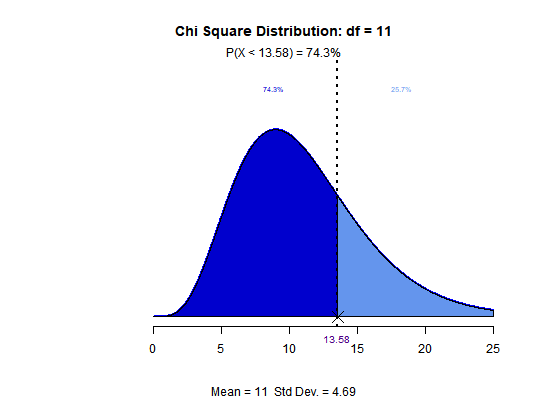 Chi Square Distribution: df = 11
P(X < 13.58) = 74.3%
74.3% 25.7%
13.58
0 5 10 15 20 25
Mean = 11 Std Dev. = 4.69